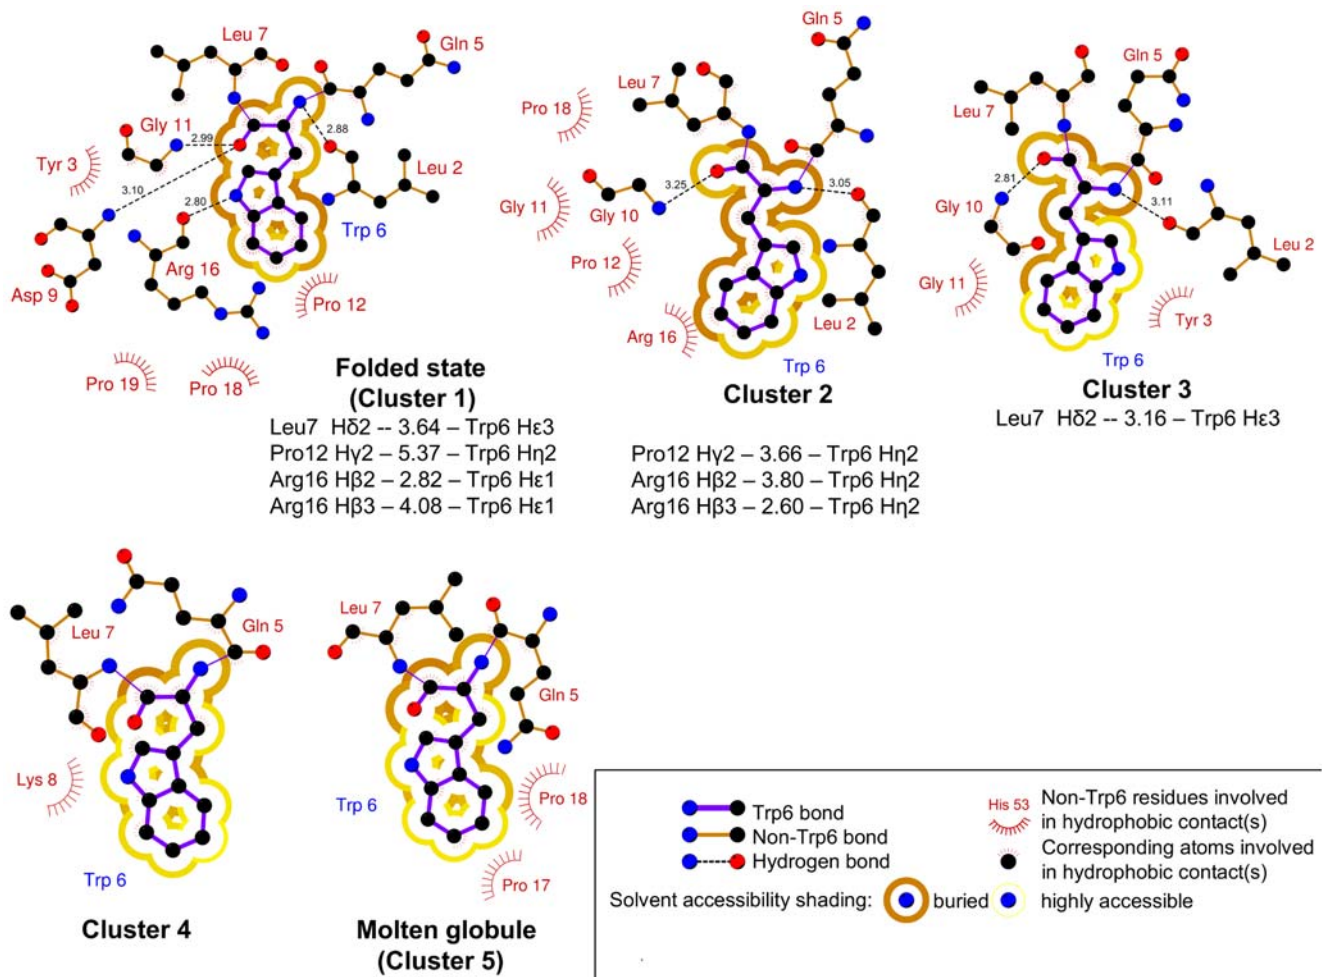 Leu 7
Gln 5
Gly 11
2.99
2.88
Tyr 3
3.10
Leu 2
2.80
Trp 6
Arg 16
Asp 9
Pro 12
Pro 19
Pro 18
Folded state
(Cluster 1)
Leu7 Hδ2 -- 3.64 – Trp6 Hε3
Pro12 Hγ2 – 5.37 – Trp6 Hη2
Arg16 Hβ2 – 2.82 – Trp6 Hε1
Arg16 Hβ3 – 4.08 – Trp6 Hε1
Gln 5
Leu 7
Pro 18
3.25
3.05
Gly 11
Gly 10
Pro 12
Arg 16
Leu 2
Trp 6
Cluster 2
Pro12 Hγ2 – 3.66 – Trp6 Hη2
Arg16 Hβ2 – 3.80 – Trp6 Hη2
Arg16 Hβ3 – 2.60 – Trp6 Hη2
Gln 5
Leu 7
2.81
Gly 10
3.11
Leu 2
Gly 11
Tyr 3
Trp 6
Cluster 3
Leu7 Hδ2 -- 3.16 – Trp6 Hε3
Leu 7
Gln 5
Lys 8
Trp 6
Cluster 4
Leu 7
Gln 5
Trp 6
Pro 18
Pro 17
Molten globule
(Cluster 5)
Trp6 bond
Non-Trp6 bond
Hydrogen bond
His 53
Non-Trp6 residues involved
in hydrophobic contact(s)
Corresponding atoms involved
in hydrophobic contact(s)
Solvent accessibility shading: buried highly accessible